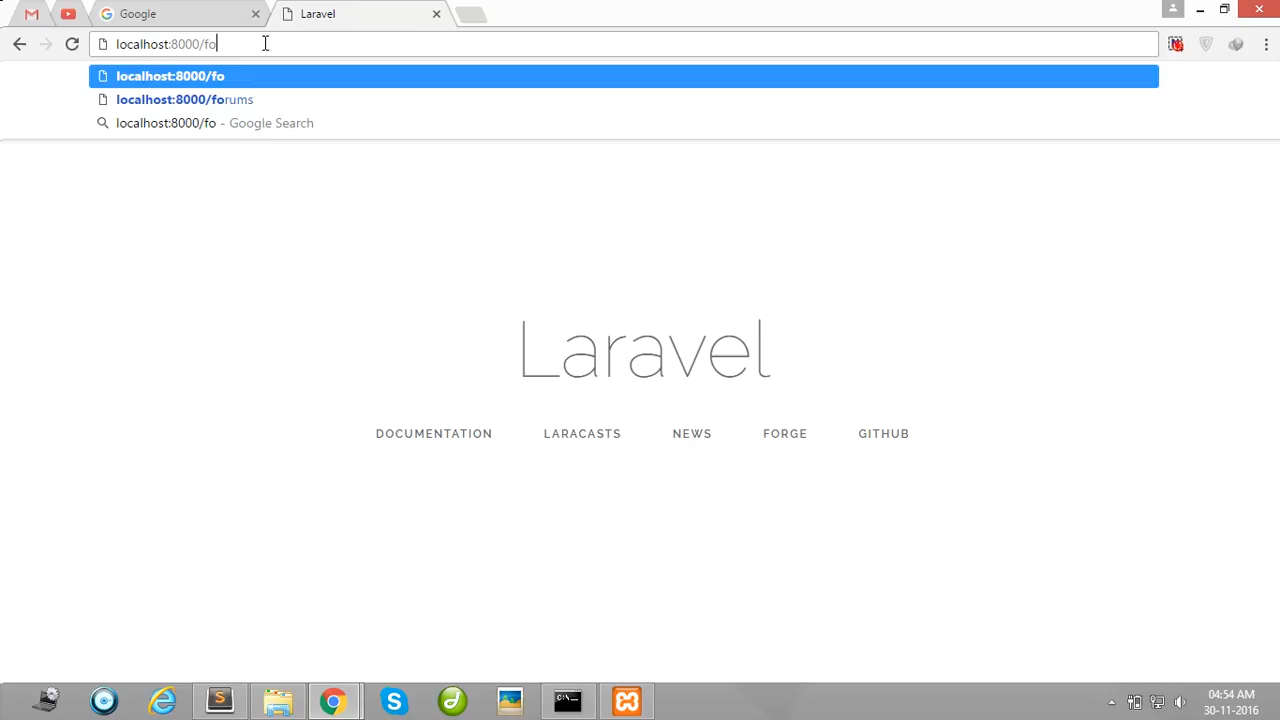 Google
Laravel
localhost:8000/fo
localhost:8000/fo
localhost:8000/forums
localhost:8000/fo - Google Search
Laravel
DOCUMENTATION LARACASTS NEWS FORGE GITHUB
04:54 AM
30-11-2016